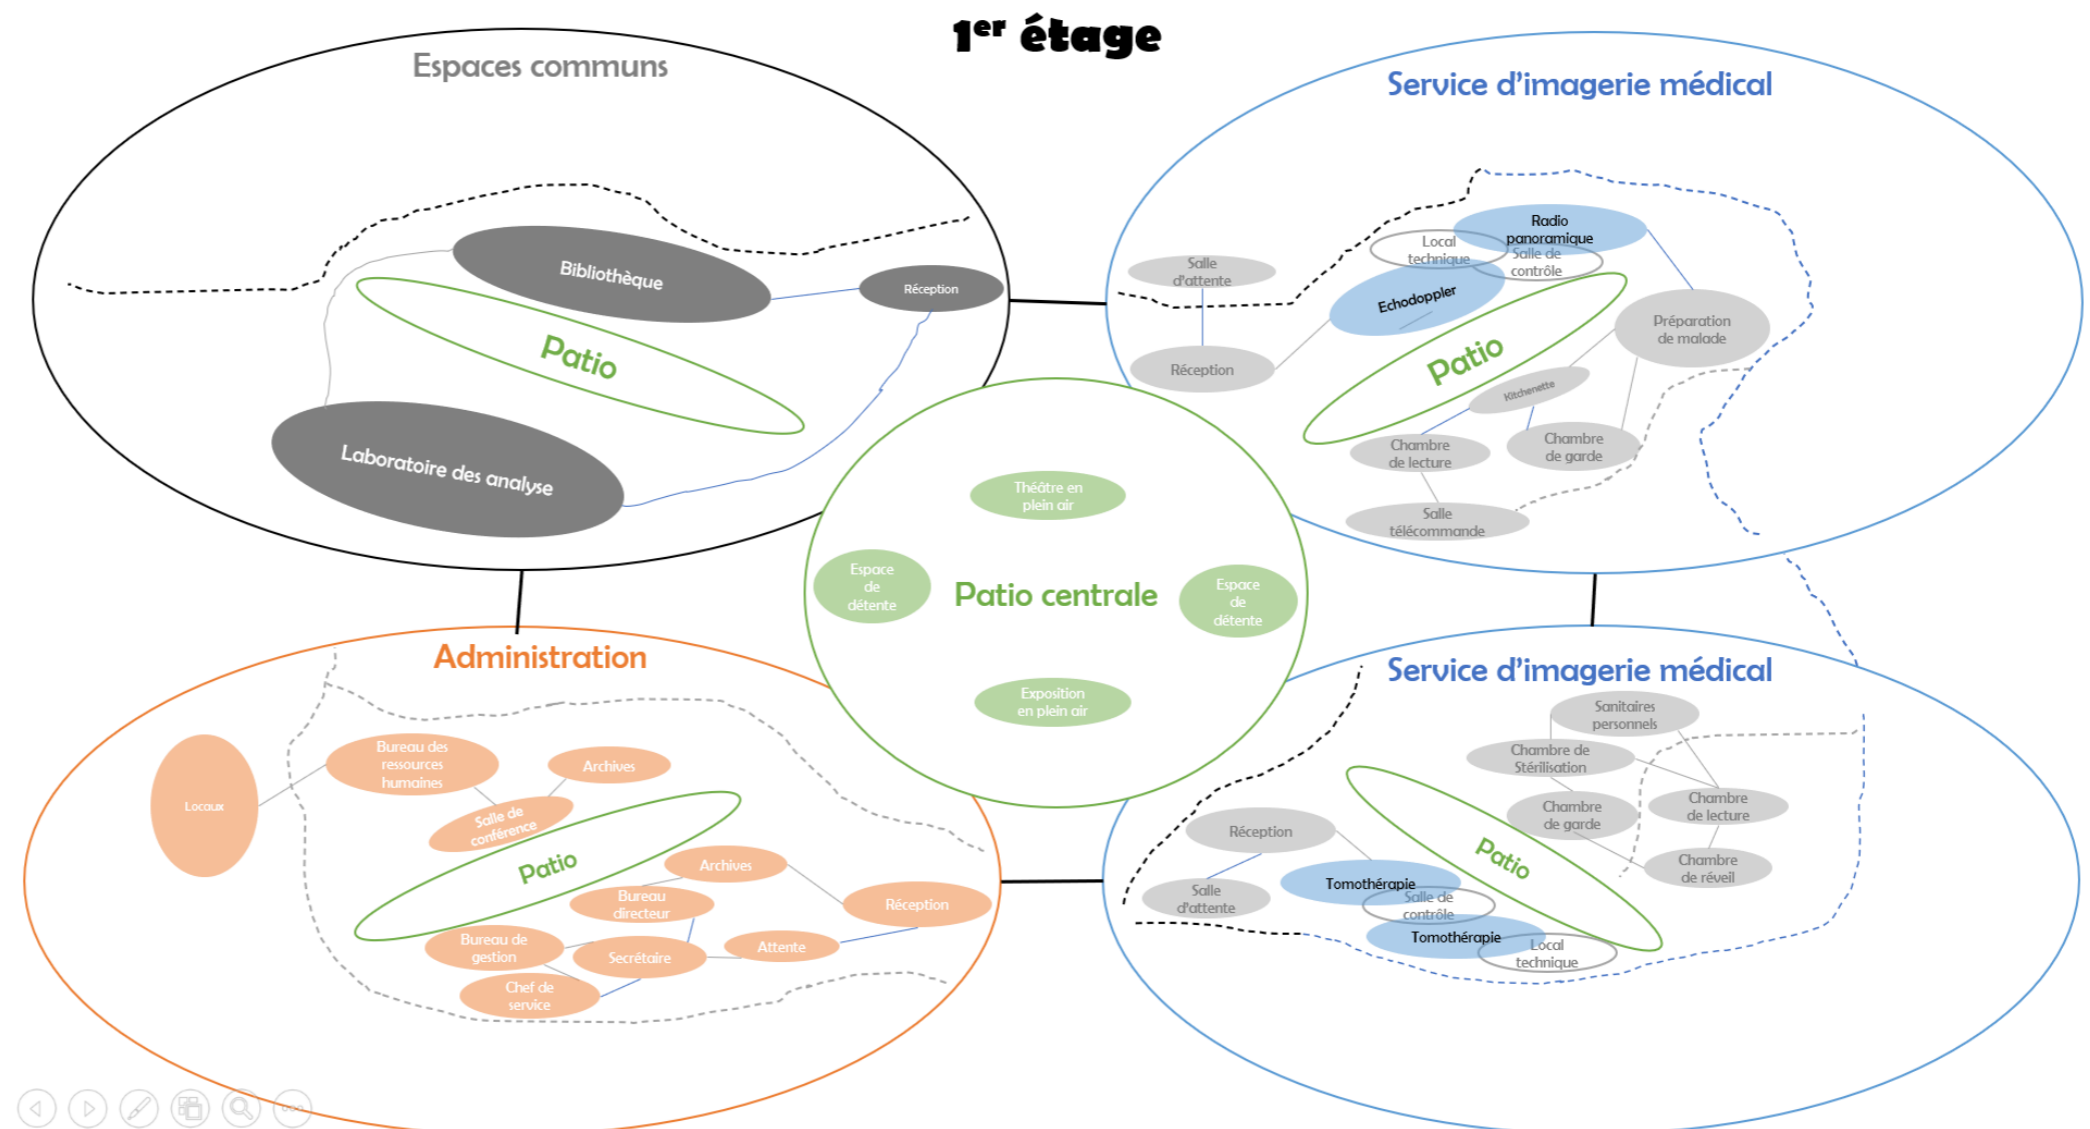 1er étage
Espaces communs
Bibliothèque
Réception
Patio
Laboratoire des analyse
Service d'imagerie médical
Radio
panoramique
Local
technique
Salle de
contrôle
Salle
d'attente
Echodoppler
Réception
Patio
Préparation
de malade
Kitchenette
Chambre
de lecture
Chambre
de garde
Salle
télécommande
Théâtre en
plein air
Espace
de
détente
Patio centrale
Espace
de
détente
Exposition
en plein air
Administration
Locaux
Bureau des
ressources
humaines
Archives
Salle de
conférence
Patio
Archives
Bureau
directeur
Réception
Bureau de
gestion
Secrétaire
Attente
Chef de
service
Service d'imagerie médical
Sanitaires
personnels
Chambre de
Stérilisation
Chambre
de garde
Chambre
de lecture
Chambre
de réveil
Réception
Patio
Salle
d'attente
Tomothérapie
Salle de
contrôle
Tomothérapie
Local
technique